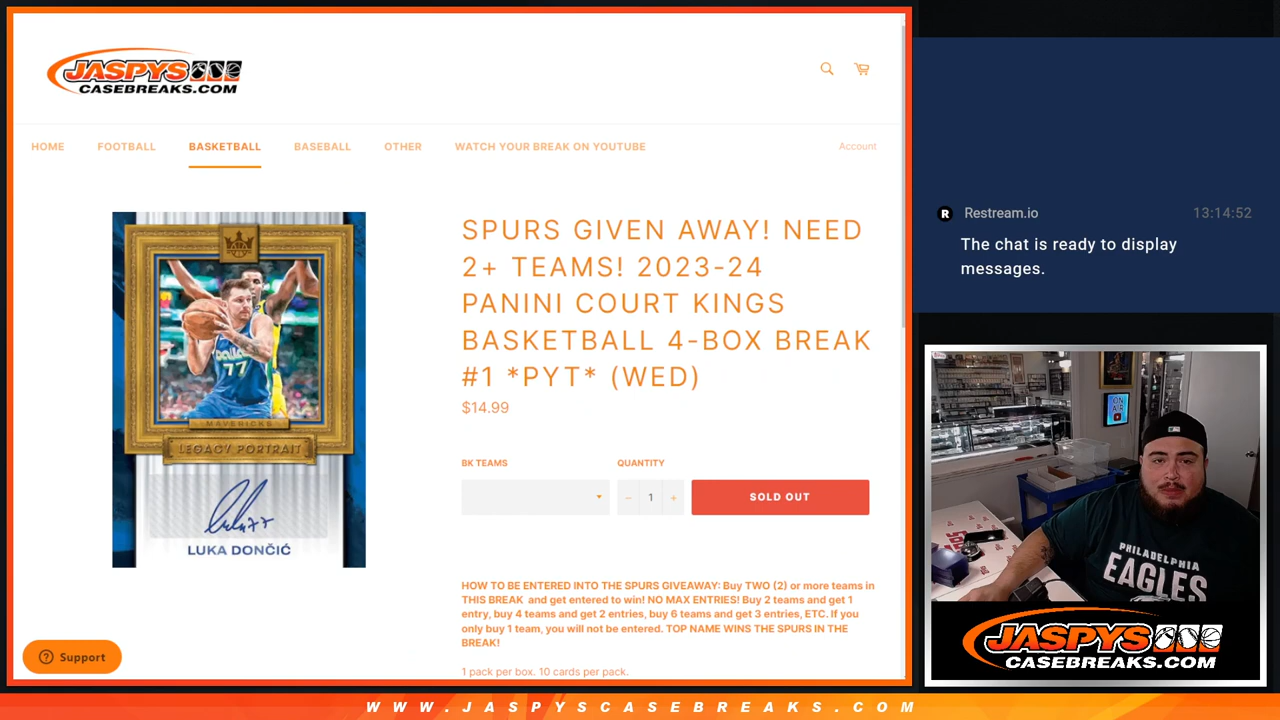 JASPYS
CASEBREAKS.COM
HOME FOOTBALL BASKETBALL BASEBALL OTHER WATCH YOUR BREAK ON YOUTUBE Account
SPURS GIVEN AWAY! NEED
2+ TEAMS! 2023-24
PANINI COURT KINGS
BASKETBALL 4-BOX BREAK
#1 *PYT* (WED)
$14.99
BK TEAMS QUANTITY
− 1 + SOLD OUT
HOW TO BE ENTERED INTO THE SPURS GIVEAWAY: Buy TWO (2) or more teams in
THIS BREAK and get entered to win! NO MAX ENTRIES! Buy 2 teams and get 1
entry, buy 4 teams and get 2 entries, buy 6 teams and get 3 entries, ETC. If you
only buy 1 team, you will not be entered. TOP NAME WINS THE SPURS IN THE
BREAK!
1 pack per box. 10 cards per pack.
77
MAVERICKS
LEGACY PORTRAIT
LUKA DONČIĆ
Support
R Restream.io 13:14:52
The chat is ready to display
messages.
ON
AIR
PHILADELPHIA
EAGLES
JASPYS
CASEBREAKS.COM
WWW.JASPYSCASEBREAKS.COM